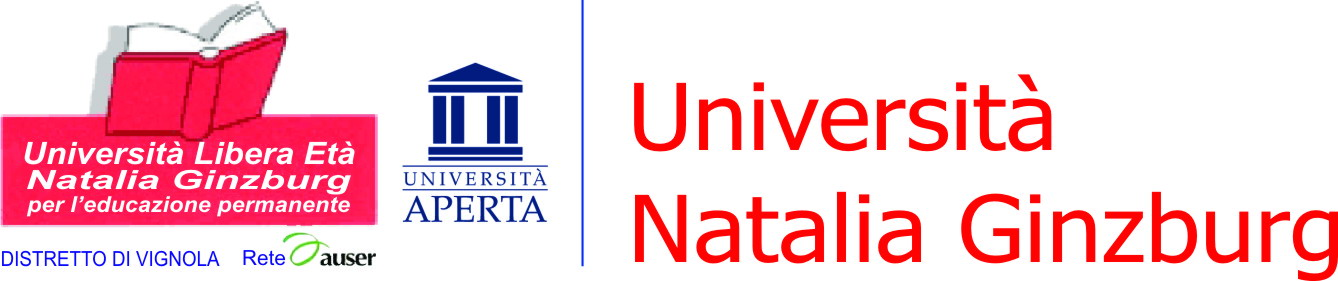 Università Libera Età
Natalia Ginzburg
per l'educazione permanente
DISTRETTO DI VIGNOLA
Rete auser
UNIVERSITÀ
APERTA
Università
Natalia Ginzburg